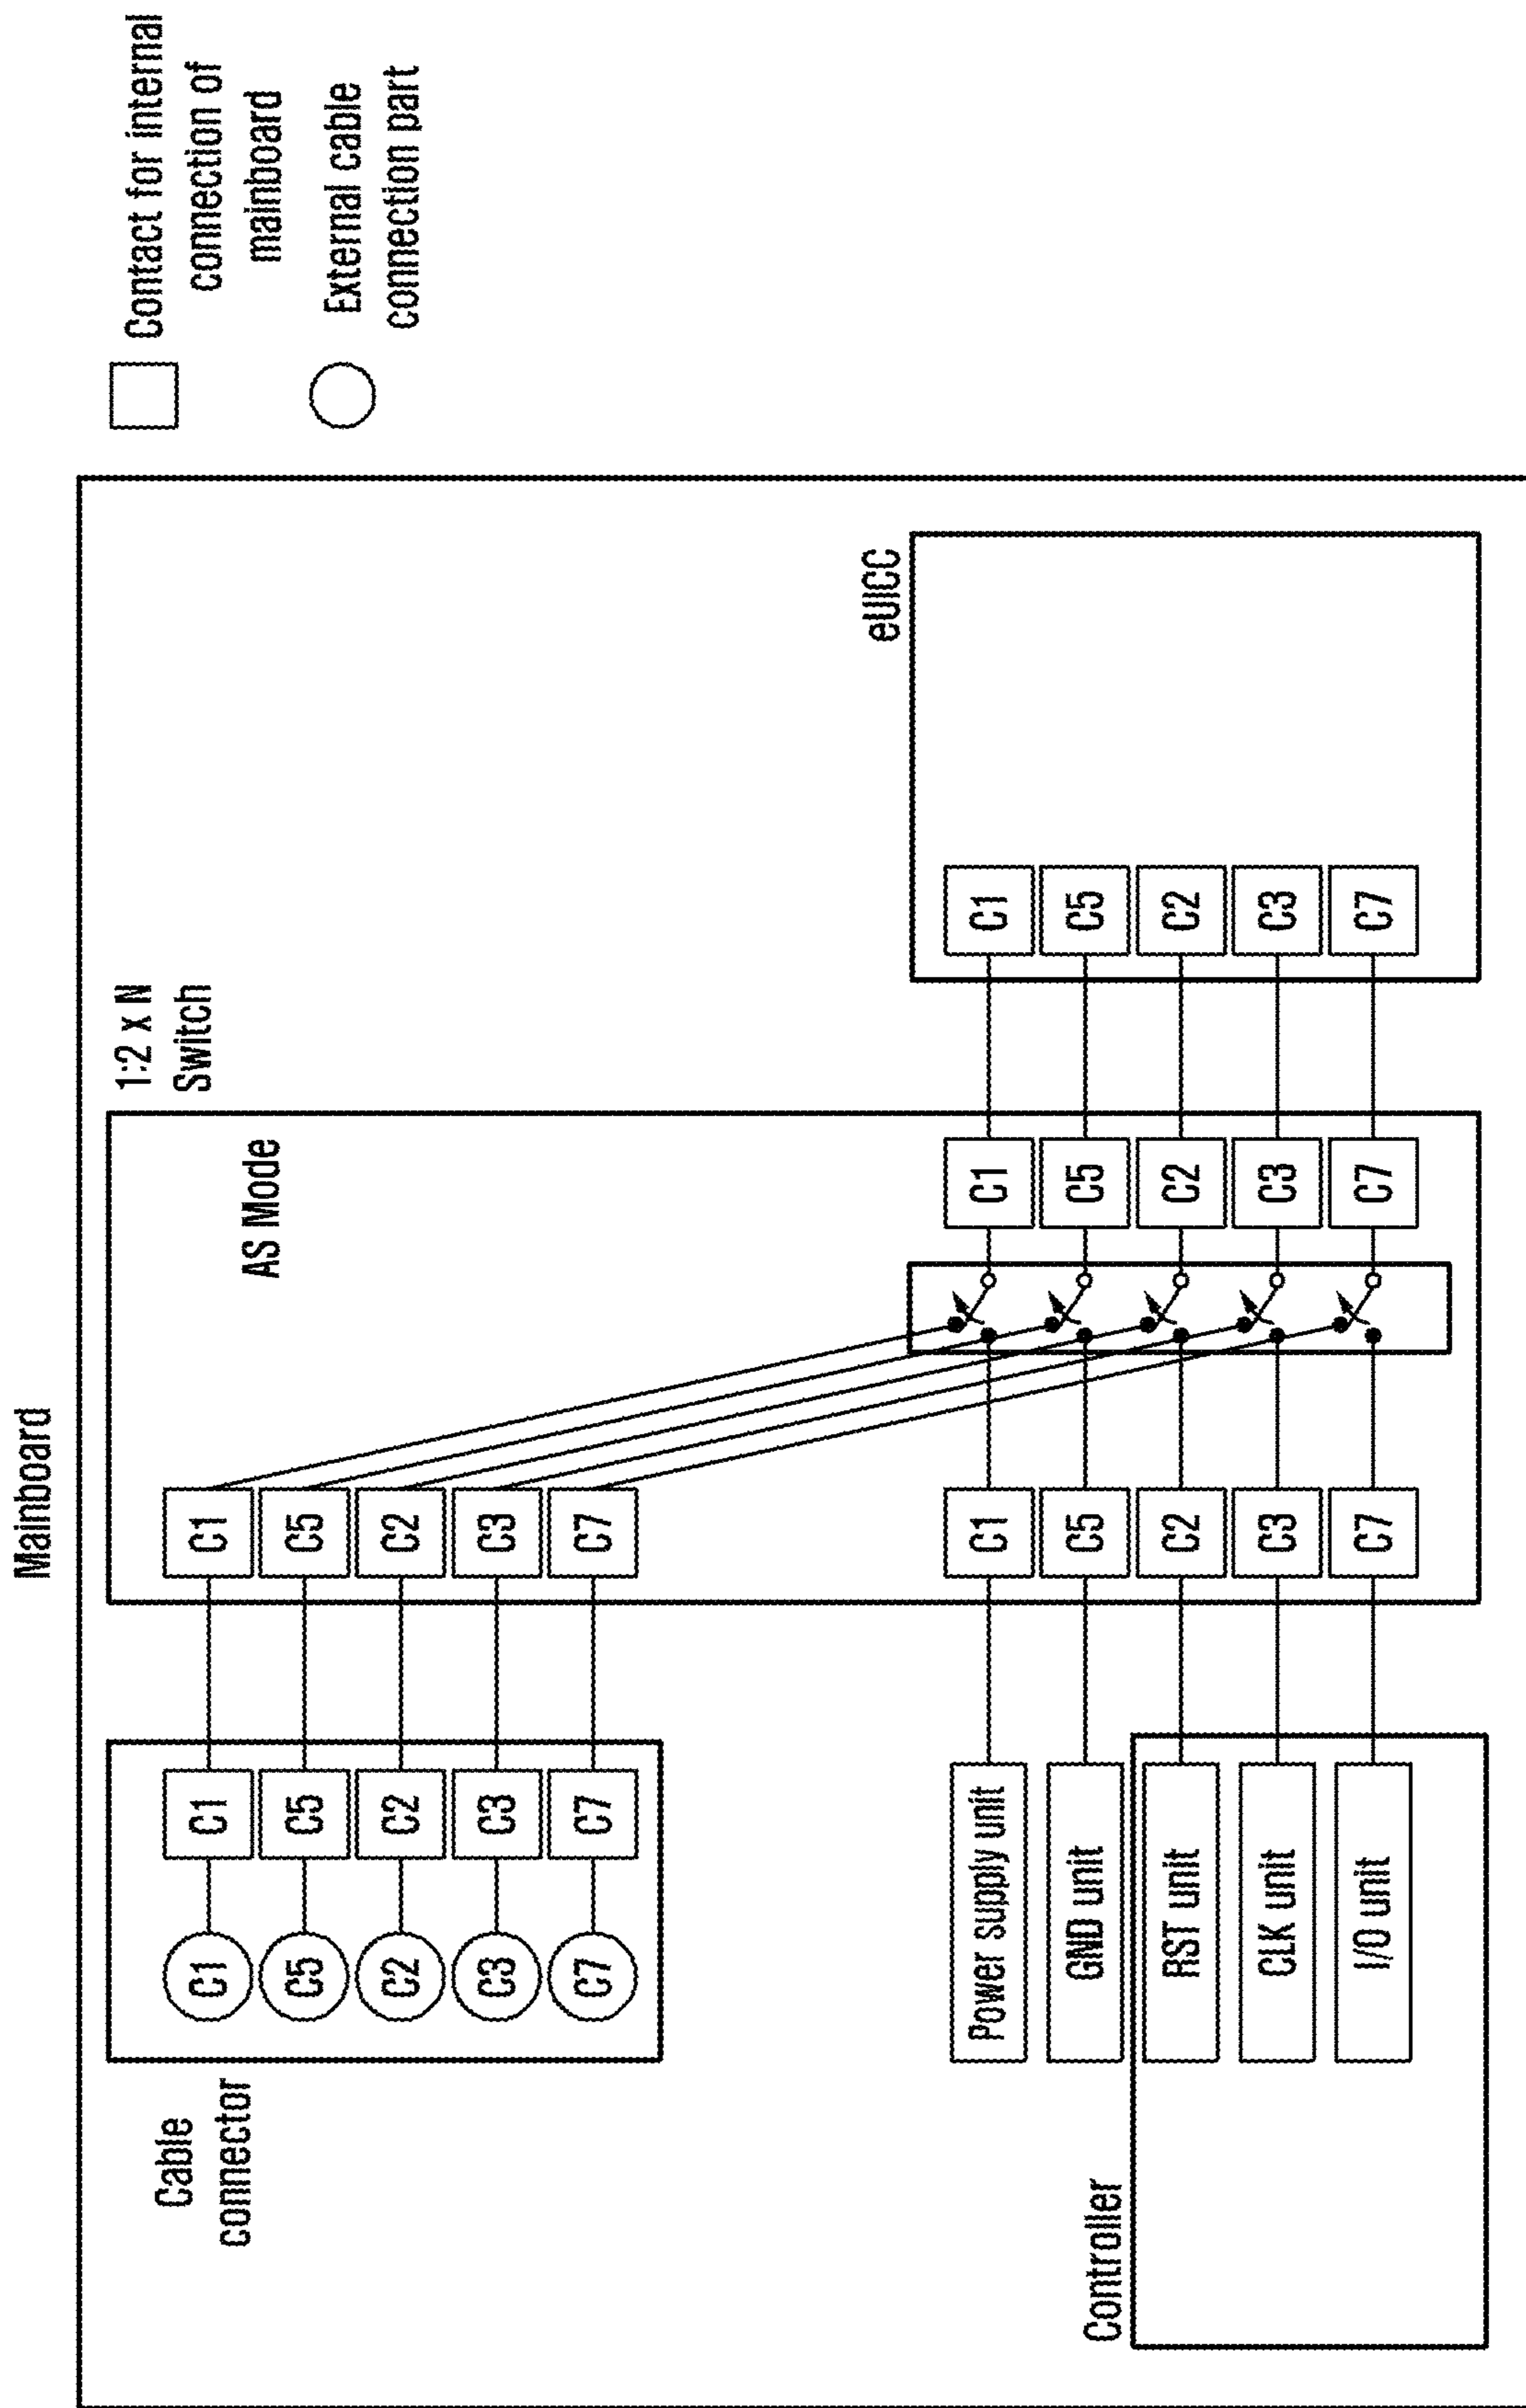 Mainboard
Contact for internal
connection of
mainboard
External cable
connection part
Cable
connector
C1
C1
C5
C5
C2
C2
C3
C3
C7
C7
1:2 x N
Switch
AS Mode
C1
C5
C2
C3
C7
eUICC
Controller
Power supply unit
C1
C1
C1
GND unit
C5
C5
C5
RST unit
C2
C2
C2
CLK unit
C3
C3
C3
I/O unit
C7
C7
C7